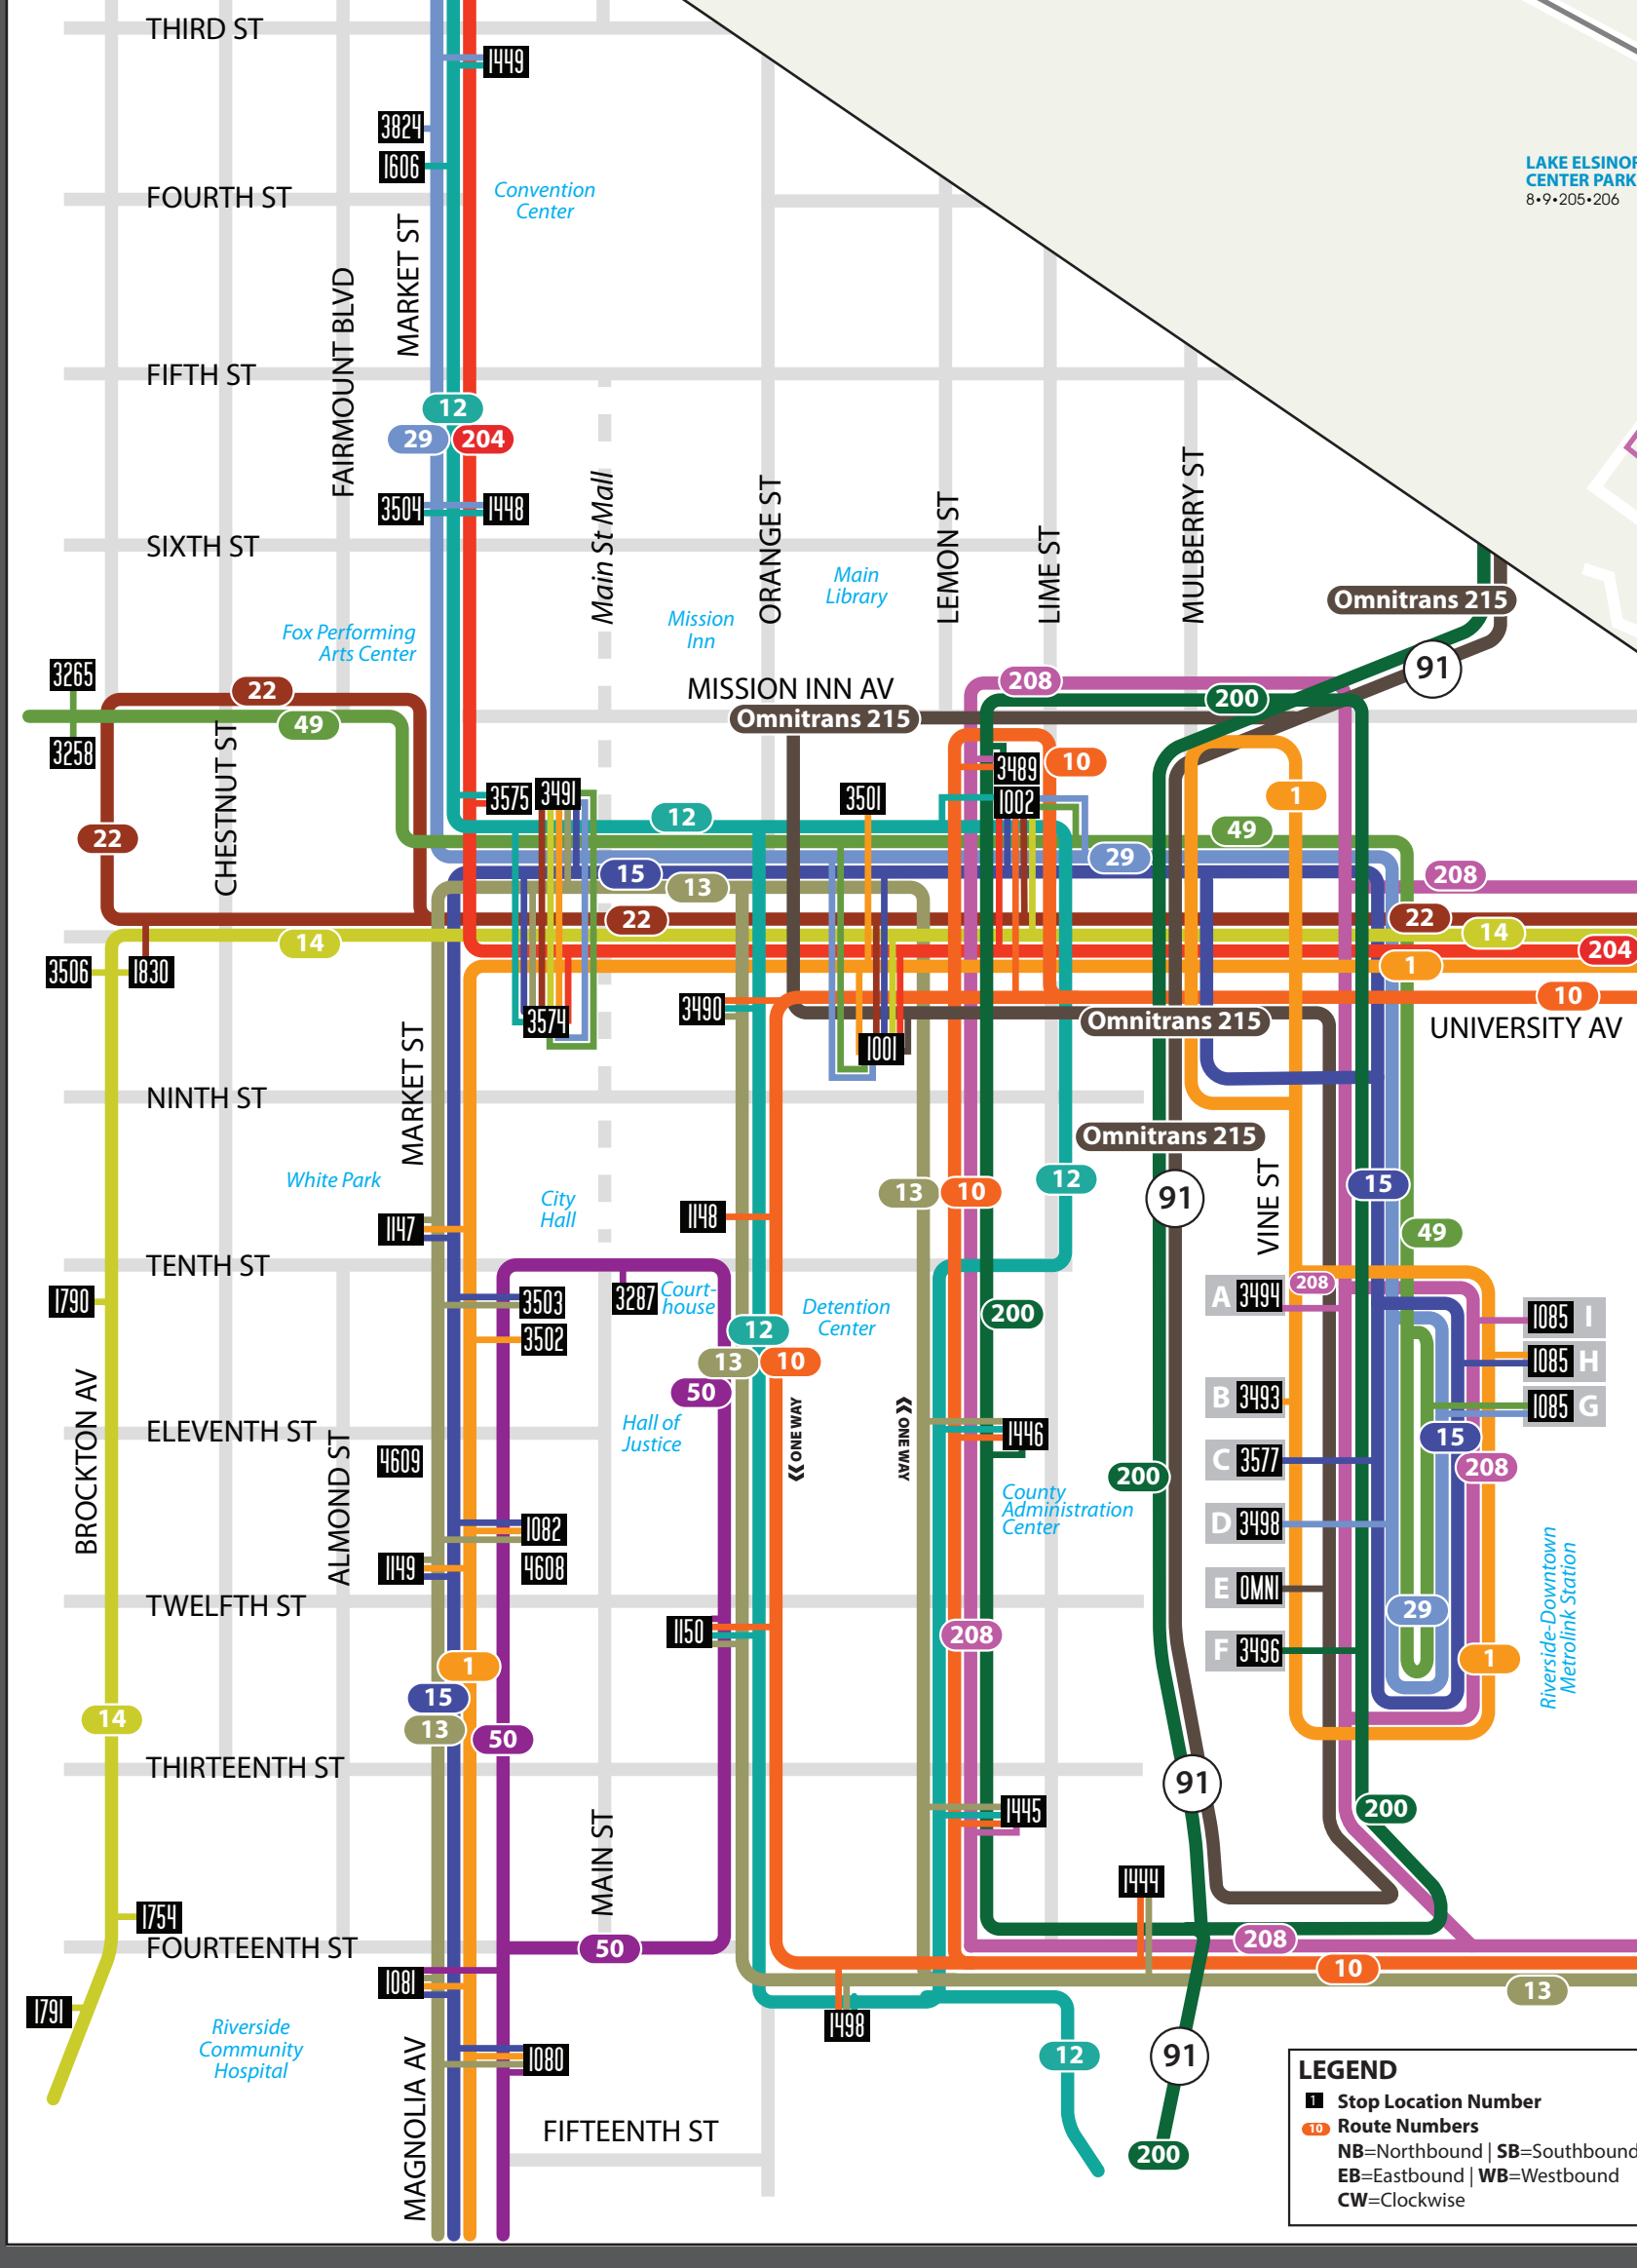 THIRD ST
1449
3824
1606
LAKE ELSINOR
CENTER PARK
8•9•205•206
Convention
Center
FOURTH ST
MARKET ST
FAIRMOUNT BLVD
FIFTH ST
12
29
204
3504
1448
SIXTH ST
Main St Mall
ORANGE ST
LEMON ST
LIME ST
MULBERRY ST
Main
Library
Mission
Inn
Fox Performing
Arts Center
Omnitrans 215
91
3265
22
49
3258
CHESTNUT ST
MISSION INN AV
Omnitrans 215
208
200
3489
10
1002
1
3575
3491
3501
12
22
49
29
15
13
208
22
22
14
14
204
1
10
3506
1830
3574
3490
1001
Omnitrans 215
UNIVERSITY AV
MARKET ST
NINTH ST
Omnitrans 215
White Park
City
Hall
1147
1148
13
10
12
91
VINE ST
15
49
TENTH ST
1790
3503
3287
Court-
house
3502
Detention
Center
12
13
10
50
200
A 3494
208
1085 I
1085 H
B 3493
1085 G
BROCKTON AV
ELEVENTH ST
ALMOND ST
4609
Hall of
Justice
ONE WAY
ONE WAY
1446
200
C 3577
15
208
County
Administration
Center
1082
D 3498
1149
4608
E OMNI
TWELFTH ST
29
1150
208
F 3496
1
1
Riverside-Downtown
Metrolink Station
15
14
13
50
THIRTEENTH ST
91
200
MAIN ST
1445
1444
1754
FOURTEENTH ST
50
208
10
1081
13
1791
1498
Riverside
Community
Hospital
1080
MAGNOLIA AV
12
91
FIFTEENTH ST
200
LEGEND
1 Stop Location Number
10 Route Numbers
NB=Northbound | SB=Southbound
EB=Eastbound | WB=Westbound
CW=Clockwise